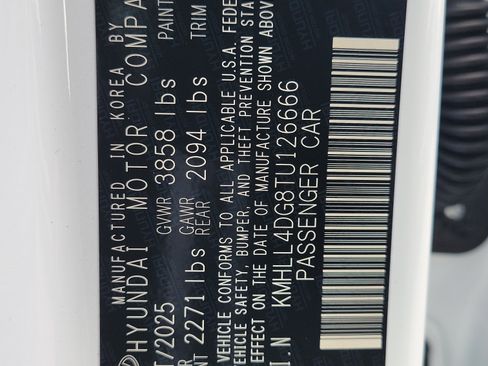 MANUFACTURED IN KOREA BY
HYUNDAI MOTOR COMPA
T/2025 GVWR 3858 lbs PAINT
NT 2271 lbs GAWR REAR 2094 lbs TRIM
VEHICLE CONFORMS TO ALL APPLICABLE U.S.A. FEDE
VEHICLE SAFETY, BUMPER, AND THEFT PREVENTION STA
EFFECT ON THE DATE OF MANUFACTURE SHOWN ABOV
I.N KMHLL4DG8TU126666
PASSENGER CAR